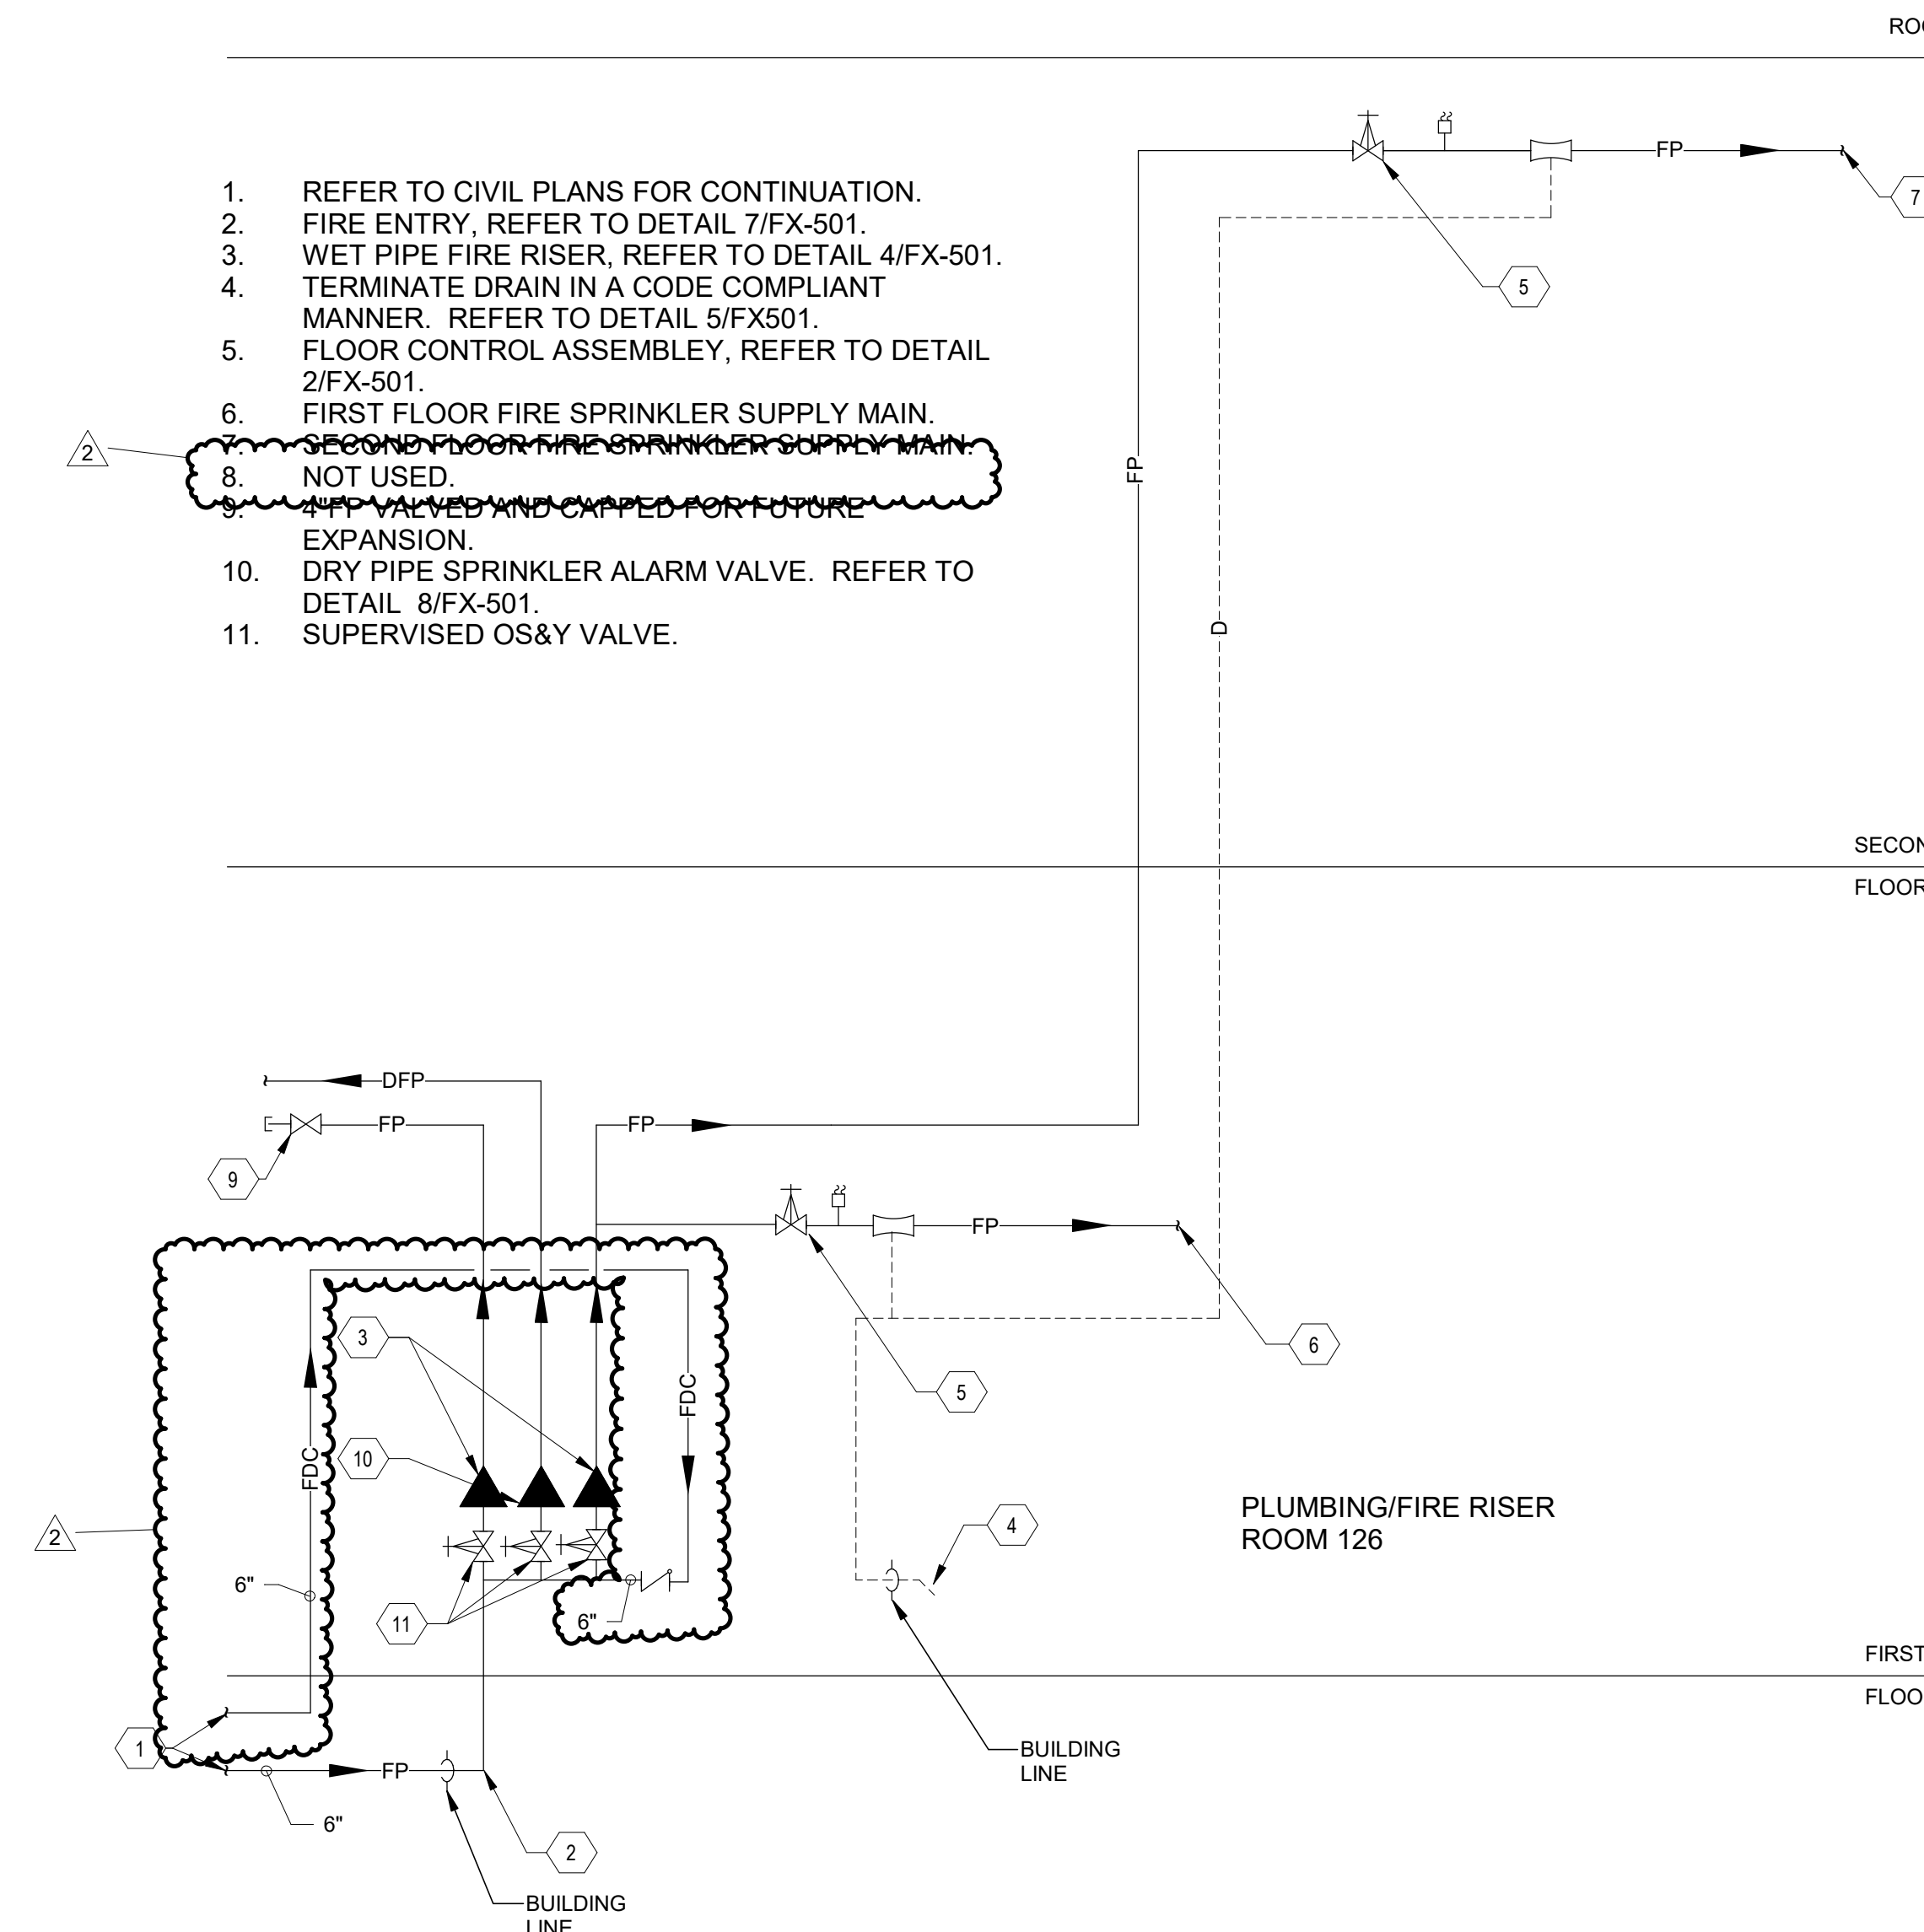 ROO
1. REFER TO CIVIL PLANS FOR CONTINUATION.
2. FIRE ENTRY, REFER TO DETAIL 7/FX-501.
3. WET PIPE FIRE RISER, REFER TO DETAIL 4/FX-501.
4. TERMINATE DRAIN IN A CODE COMPLIANT
MANNER. REFER TO DETAIL 5/FX501.
5. FLOOR CONTROL ASSEMBLEY, REFER TO DETAIL
2/FX-501.
6. FIRST FLOOR FIRE SPRINKLER SUPPLY MAIN.
7. SECOND FLOOR FIRE SPRINKLER SUPPLY MAIN.
8. NOT USED.
9. 4"FP VALVED AND CAPPED FOR FUTURE
EXPANSION.
10. DRY PIPE SPRINKLER ALARM VALVE. REFER TO
DETAIL 8/FX-501.
11. SUPERVISED OS&Y VALVE.
2
FP
7
5
FP
D
SECON
FLOOR
DFP
FP
FP
9
FP
3
FDC
6
5
10
FDC
PLUMBING/FIRE RISER
ROOM 126
4
2
6"
11
6"
FIRST
FLOO
1
BUILDING
LINE
FP
6"
2
BUILDING
LINE